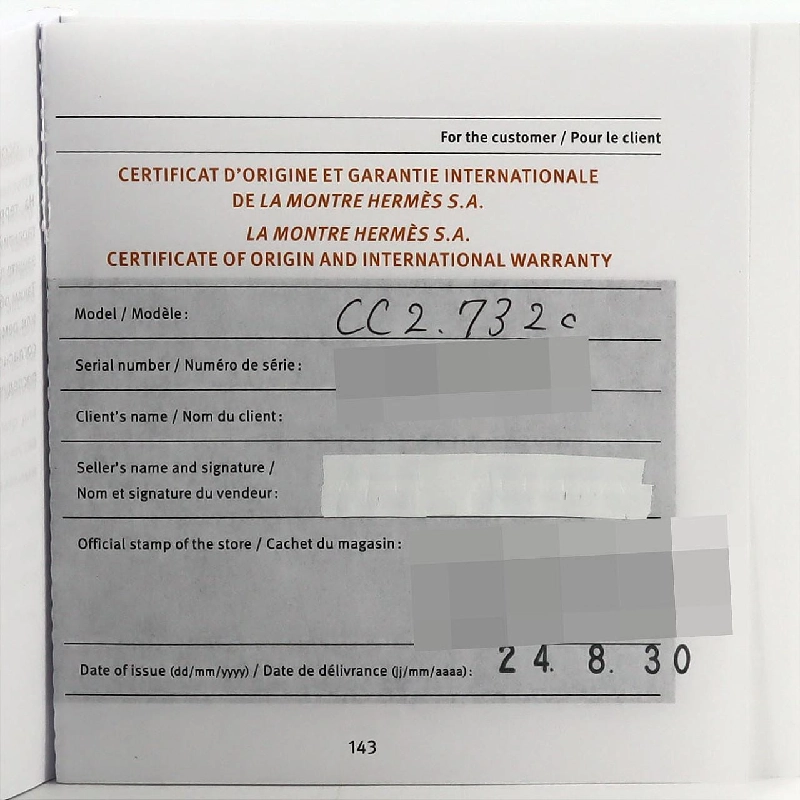 For the customer / Pour le client
CERTIFICAT D'ORIGINE ET GARANTIE INTERNATIONALE
DE LA MONTRE HERMÈS S.A.
LA MONTRE HERMÈS S.A.
CERTIFICATE OF ORIGIN AND INTERNATIONAL WARRANTY
Model / Modèle: CC2.732c
Serial number / Numéro de série:
Client's name / Nom du client:
Seller's name and signature /
Nom et signature du vendeur:
Official stamp of the store / Cachet du magasin:
Date of issue (dd/mm/yyyy) / Date de délivrance (jj/mm/aaaa): 24. 8. 30
143